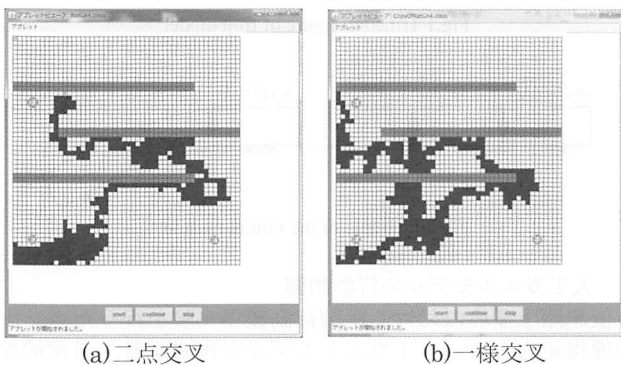 アプレットビューア: RatGA4.class
アプレット
start continue stop
アプレットが開始されました。
(a)二点交叉
アプレットビューア: CopyOfRatGA4.class
アプレット
start continue stop
アプレットが開始されました。
(b)一様交叉